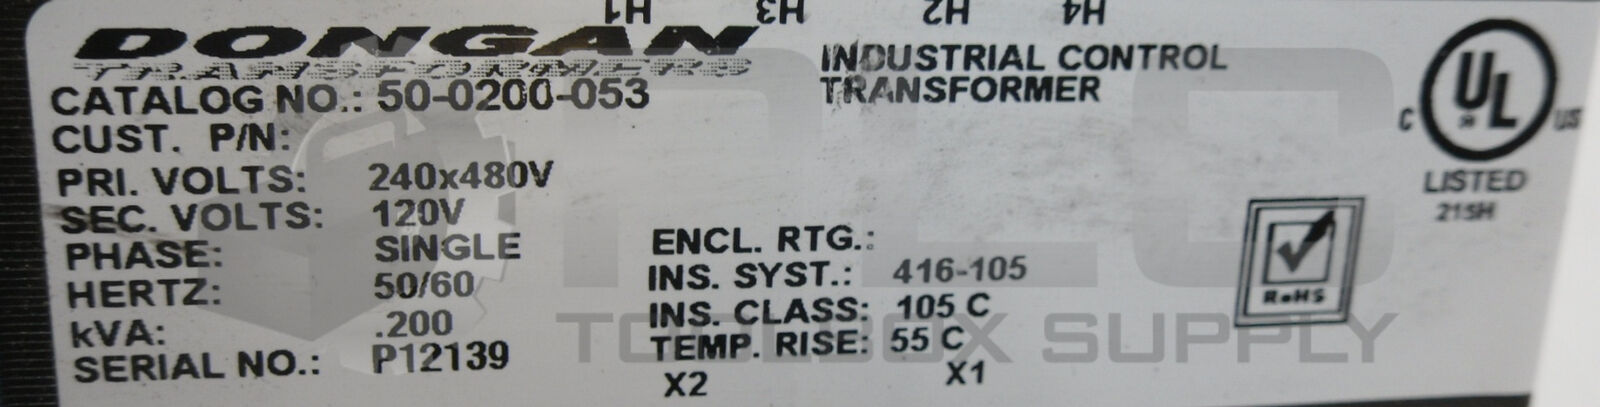 H1 H3 H2 H4
DONGAN
TRANSFORMERS
INDUSTRIAL CONTROL
TRANSFORMER
CATALOG NO.: 50-0200-053
CUST. P/N:
PRI. VOLTS: 240x480V
SEC. VOLTS: 120V
PHASE: SINGLE
HERTZ: 50/60
kVA: .200
SERIAL NO.: P12139
ENCL. RTG.:
INS. SYST.: 416-105
INS. CLASS: 105 C
TEMP. RISE: 55 C
X2 X1
C UL US
®
LISTED
215H
RoHS
PLC
TOOLBOX SUPPLY